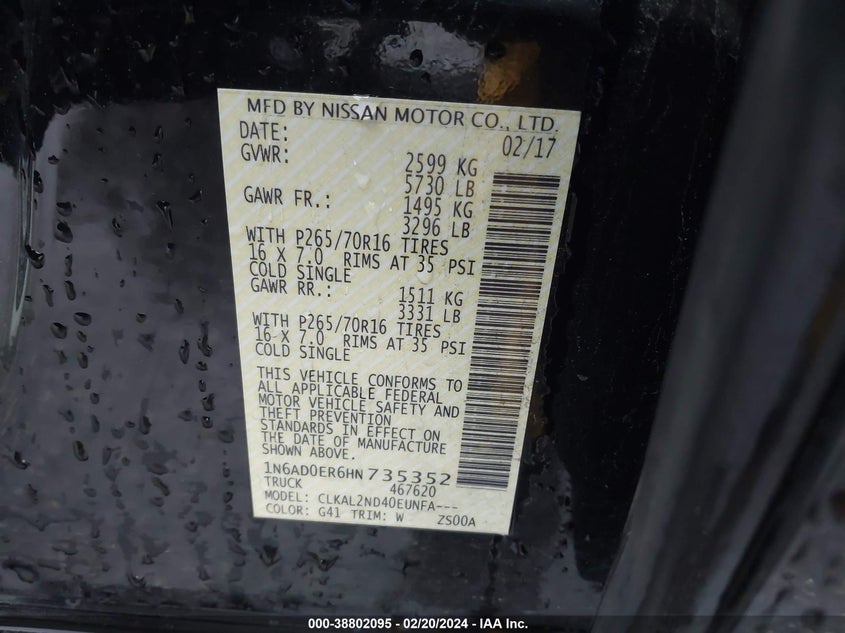 MFD BY NISSAN MOTOR CO., LTD.
DATE: 02/17
GVWR: 2599 KG
5730 LB
GAWR FR.: 1495 KG
3296 LB
WITH P265/70R16 TIRES
16 X 7.0 RIMS AT 35 PSI
COLD SINGLE
GAWR RR.: 1511 KG
3331 LB
WITH P265/70R16 TIRES
16 X 7.0 RIMS AT 35 PSI
COLD SINGLE
THIS VEHICLE CONFORMS TO
ALL APPLICABLE FEDERAL
MOTOR VEHICLE SAFETY AND
THEFT PREVENTION
STANDARDS IN EFFECT ON
THE DATE OF MANUFACTURE
SHOWN ABOVE.
1N6AD0ER6HN735352
TRUCK 467620
MODEL: CLKAL2ND40EUNFA---
COLOR: G41 TRIM: W ZS00A
000-38802095 - 02/20/2024 - IAA Inc.